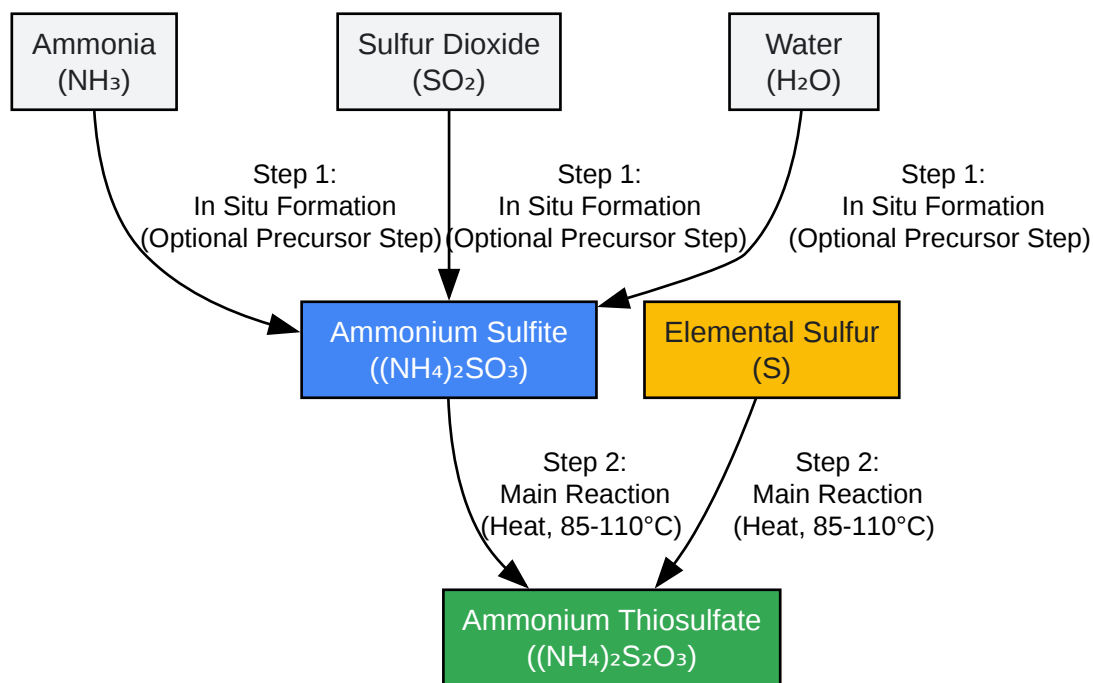 Ammonia
(NH₃)
Sulfur Dioxide
(SO₂)
Water
(H₂O)
Step 1:
In Situ Formation
(Optional Precursor Step)
Step 1:
In Situ Formation
(Optional Precursor Step)
Step 1:
In Situ Formation
(Optional Precursor Step)
Ammonium Sulfite
((NH₄)₂SO₃)
Elemental Sulfur
(S)
Step 2:
Main Reaction
(Heat, 85-110°C)
Step 2:
Main Reaction
(Heat, 85-110°C)
Ammonium Thiosulfate
((NH₄)₂S₂O₃)